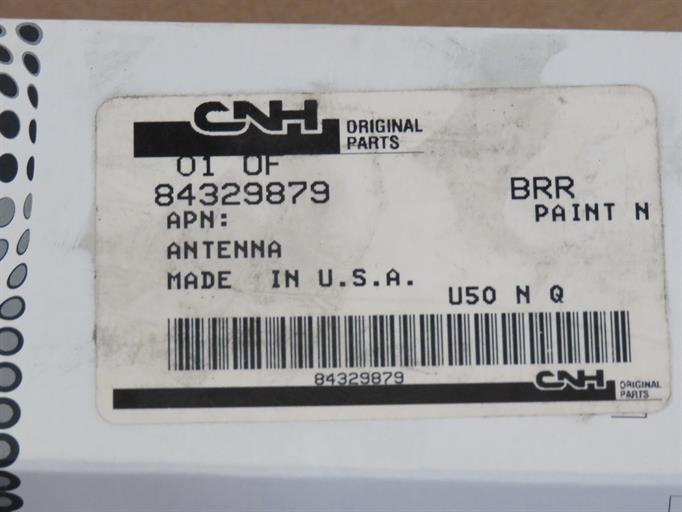 CNH ORIGINAL PARTS
01 OF
84329879 BRR
APN: PAINT N
ANTENNA
MADE IN U.S.A.
U50 N Q
84329879
CNH ORIGINAL PARTS